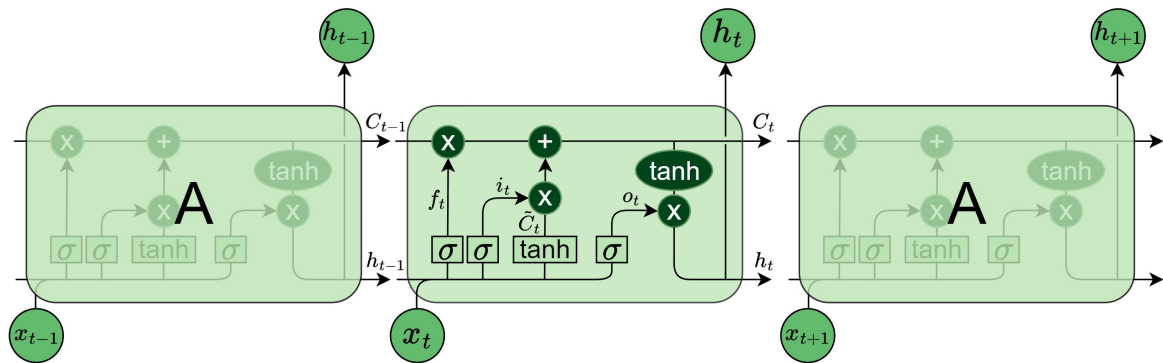 h_{t-1} h_t h_{t+1}
C_{t-1} C_t
x + tanh x + tanh x + tanh
f_t i_t x o_t x
A x x A x x
C̃_t
σ σ tanh σ σ σ tanh σ σ σ tanh σ
h_{t-1} h_t
x_{t-1} x_t x_{t+1}